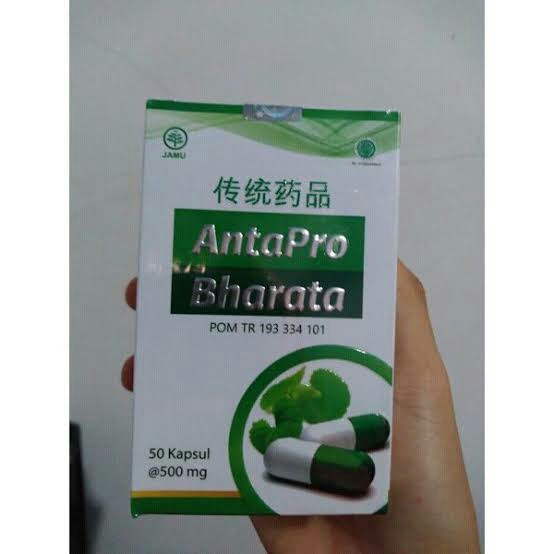 JAMU
传统药品
AntaPro
Bharata
POM TR 193 334 101
50 Kapsul
@500 mg